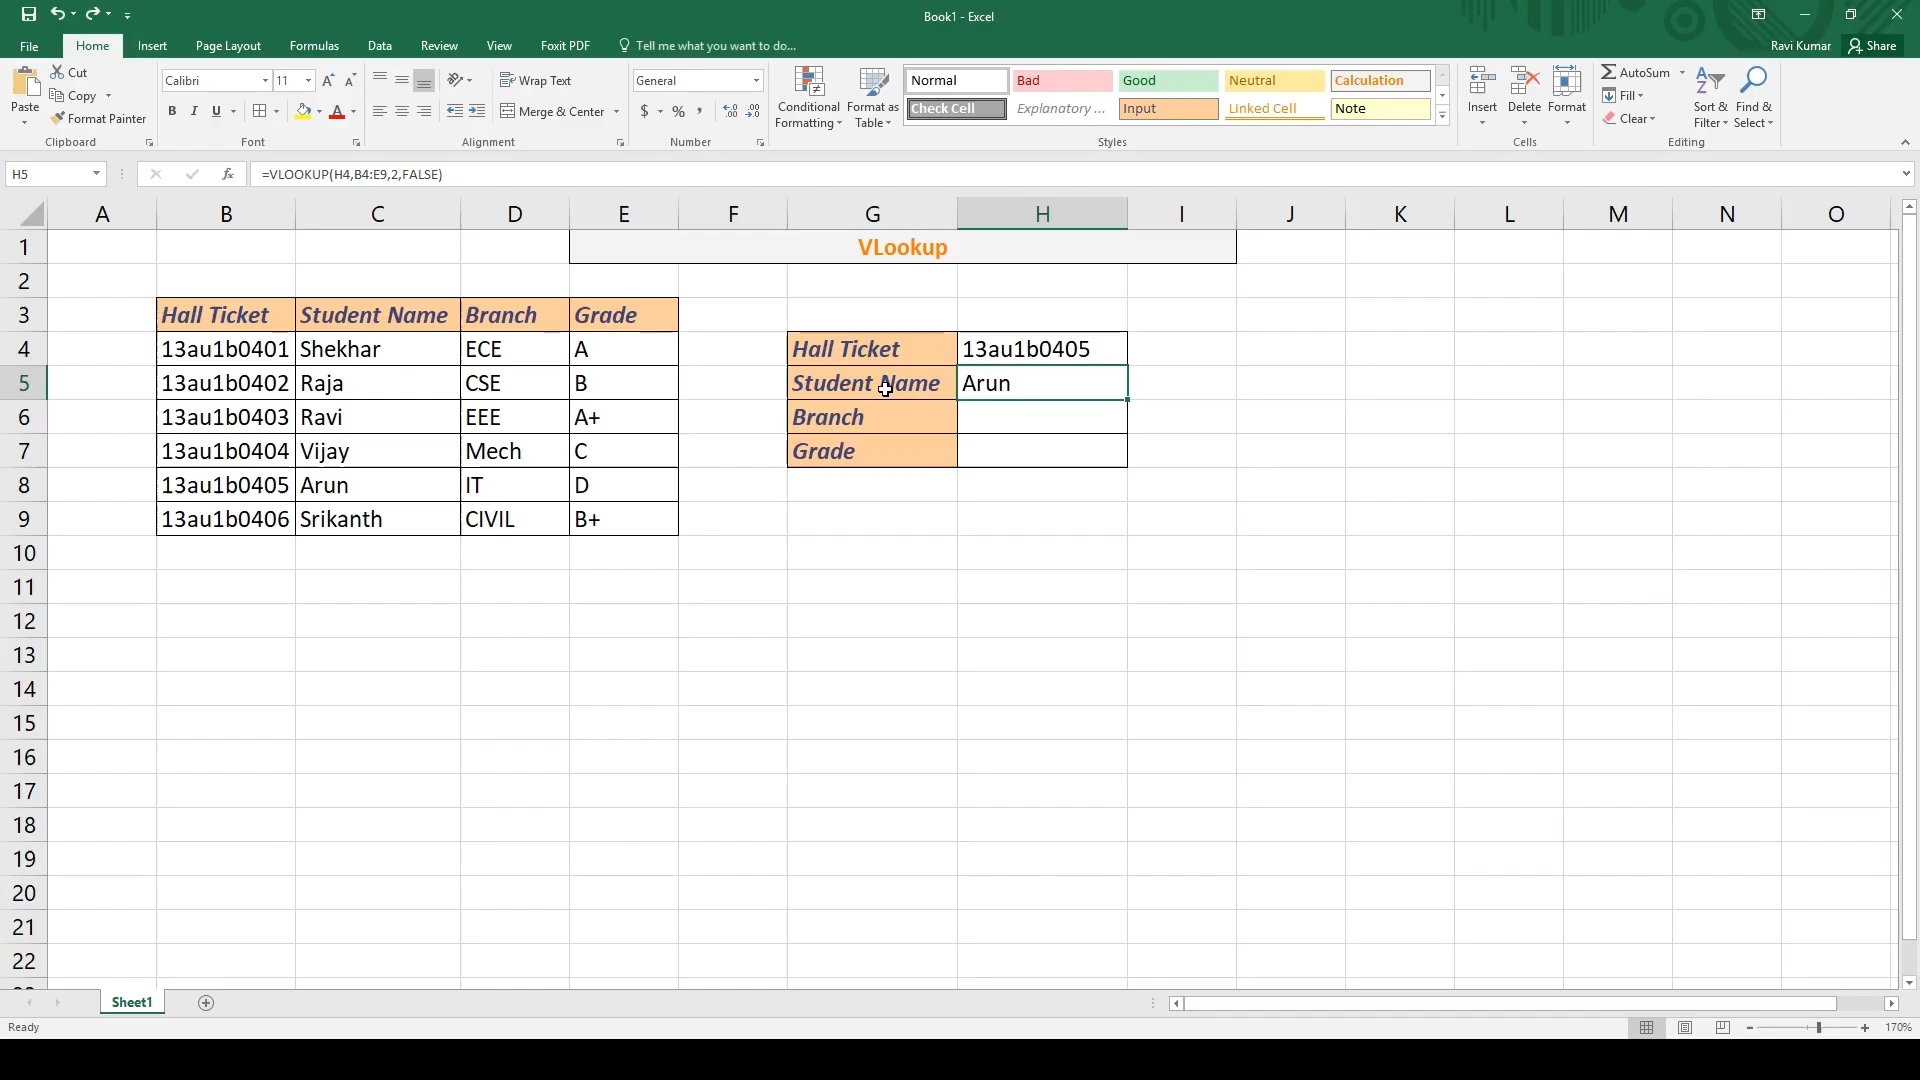 Book1 - Excel
File Home Insert Page Layout Formulas Data Review View Foxit PDF Tell me what you want to do... Ravi Kumar Share
Paste
Cut
Copy
Format Painter
Clipboard
Calibri 11
B I U
Font
Wrap Text
Merge & Center
Alignment
General
$ % ,
Number
Conditional Formatting
Format as Table
Normal Bad Good Neutral Calculation
Check Cell Explanatory ... Input Linked Cell Note
Styles
Insert Delete Format
Cells
AutoSum
Fill
Clear
Sort & Filter
Find & Select
Editing
H5 fx =VLOOKUP(H4,B4:E9,2,FALSE)
A B C D E F G H I J K L M N O
1 VLookup
2
3 Hall Ticket Student Name Branch Grade
4 13au1b0401 Shekhar ECE A Hall Ticket 13au1b0405
5 13au1b0402 Raja CSE B Student Name Arun
6 13au1b0403 Ravi EEE A+ Branch
7 13au1b0404 Vijay Mech C Grade
8 13au1b0405 Arun IT D
9 13au1b0406 Srikanth CIVIL B+
10
11
12
13
14
15
16
17
18
19
20
21
22
Sheet1
Ready 170%